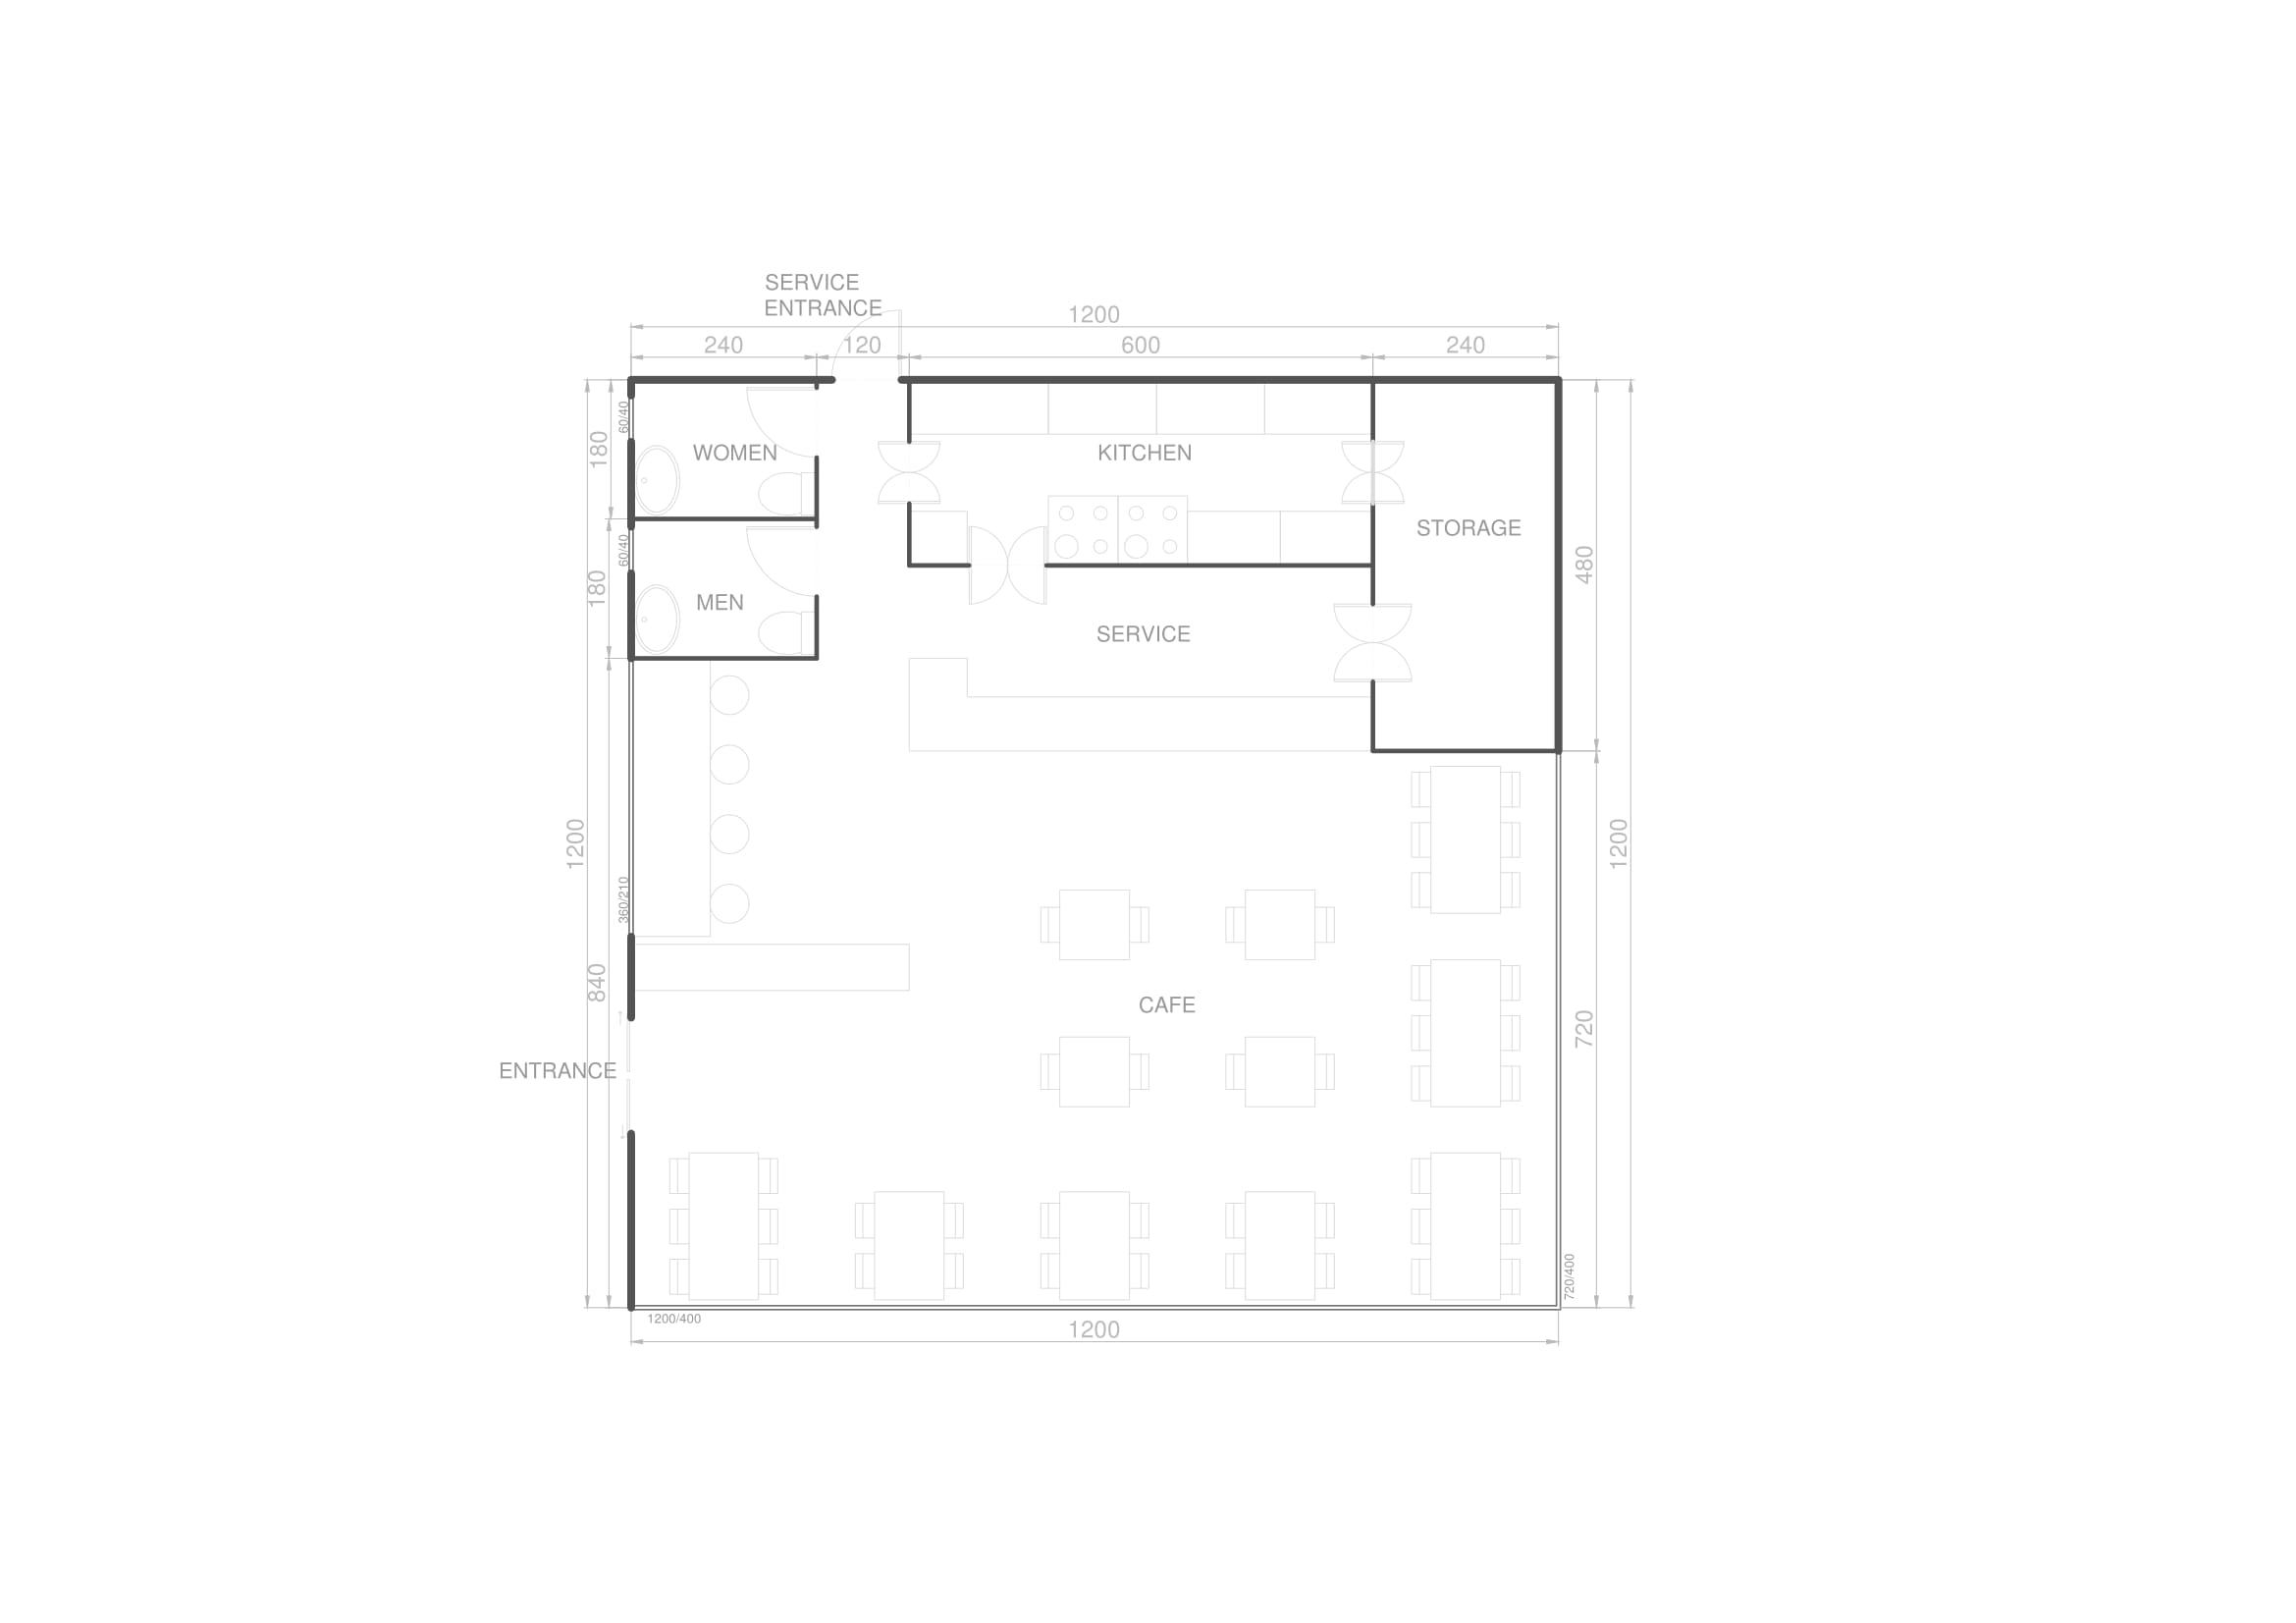 SERVICE
ENTRANCE
1200
240
120
600
240
60/40
180
WOMEN
KITCHEN
STORAGE
60/40
180
MEN
480
SERVICE
1200
1200
360/210
840
CAFE
720
ENTRANCE
720/400
1200/400
1200